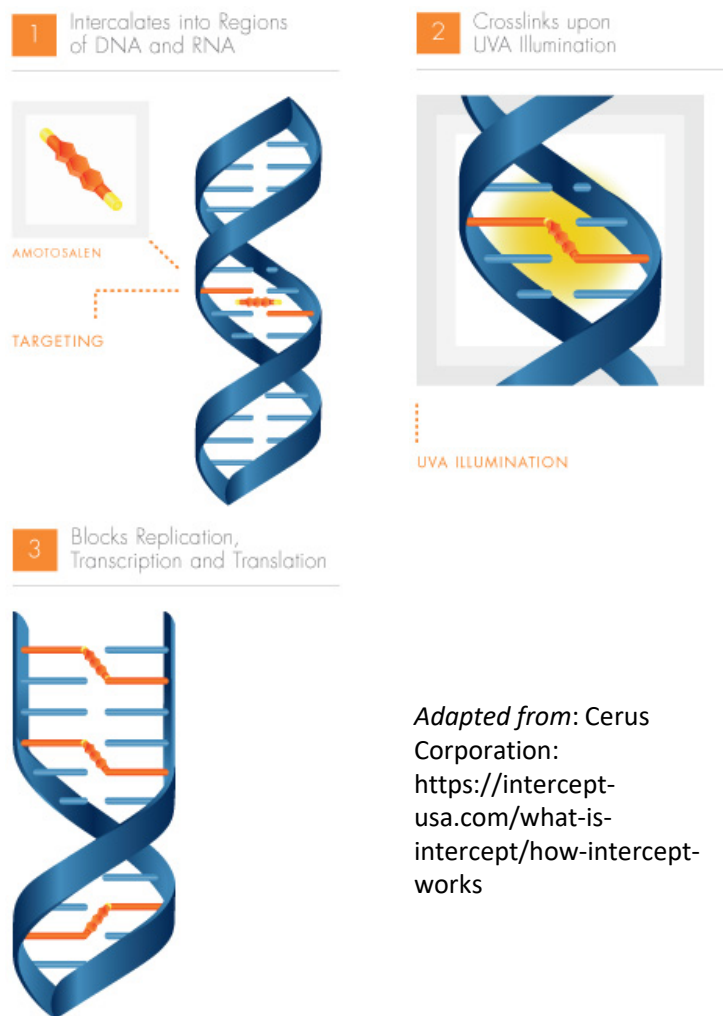 1
Intercalates into Regions
of DNA and RNA
AMOTOSALEN
TARGETING
2
Crosslinks upon
UVA Illumination
UVA ILLUMINATION
3
Blocks Replication,
Transcription and Translation
Adapted from: Cerus
Corporation:
https://intercept-
usa.com/what-is-
intercept/how-intercept-
works